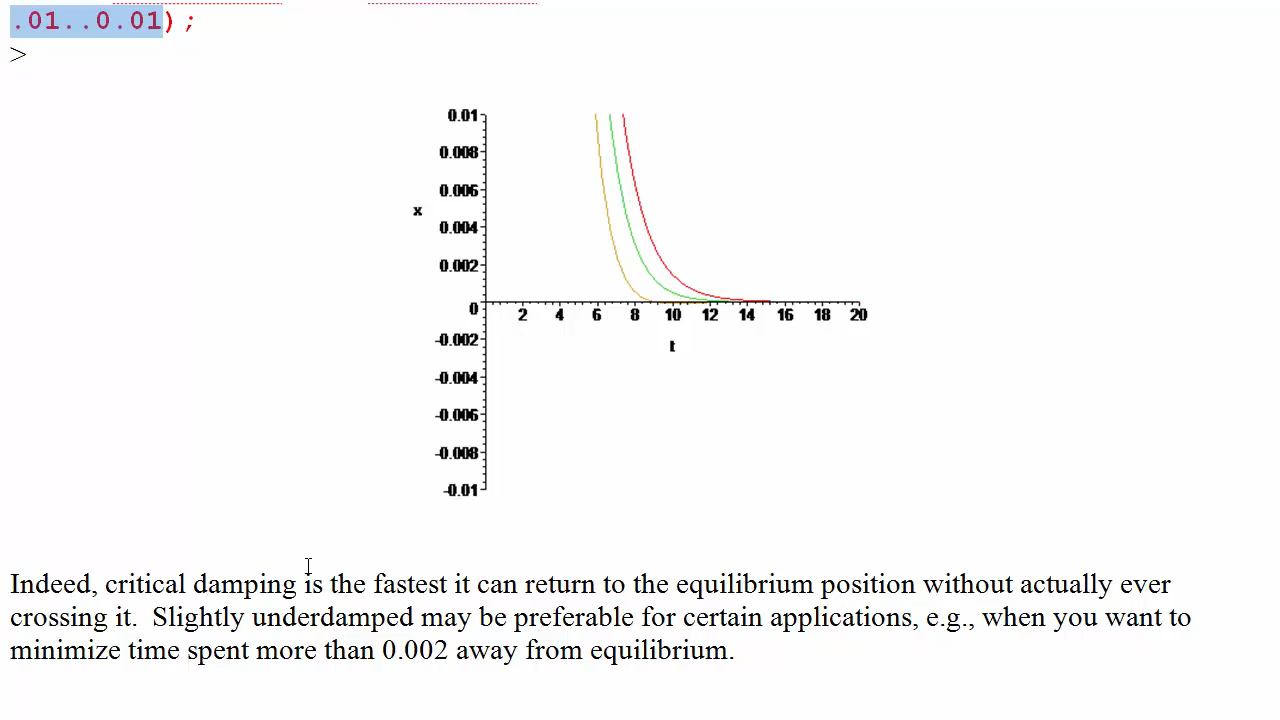 .01..0.01);
>
0.01
0.008
0.006
x
0.004
0.002
0
2 4 6 8 10 12 14 16 18 20
-0.002
t
-0.004
-0.006
-0.008
-0.01
Indeed, critical damping is the fastest it can return to the equilibrium position without actually ever
crossing it.  Slightly underdamped may be preferable for certain applications, e.g., when you want to
minimize time spent more than 0.002 away from equilibrium.